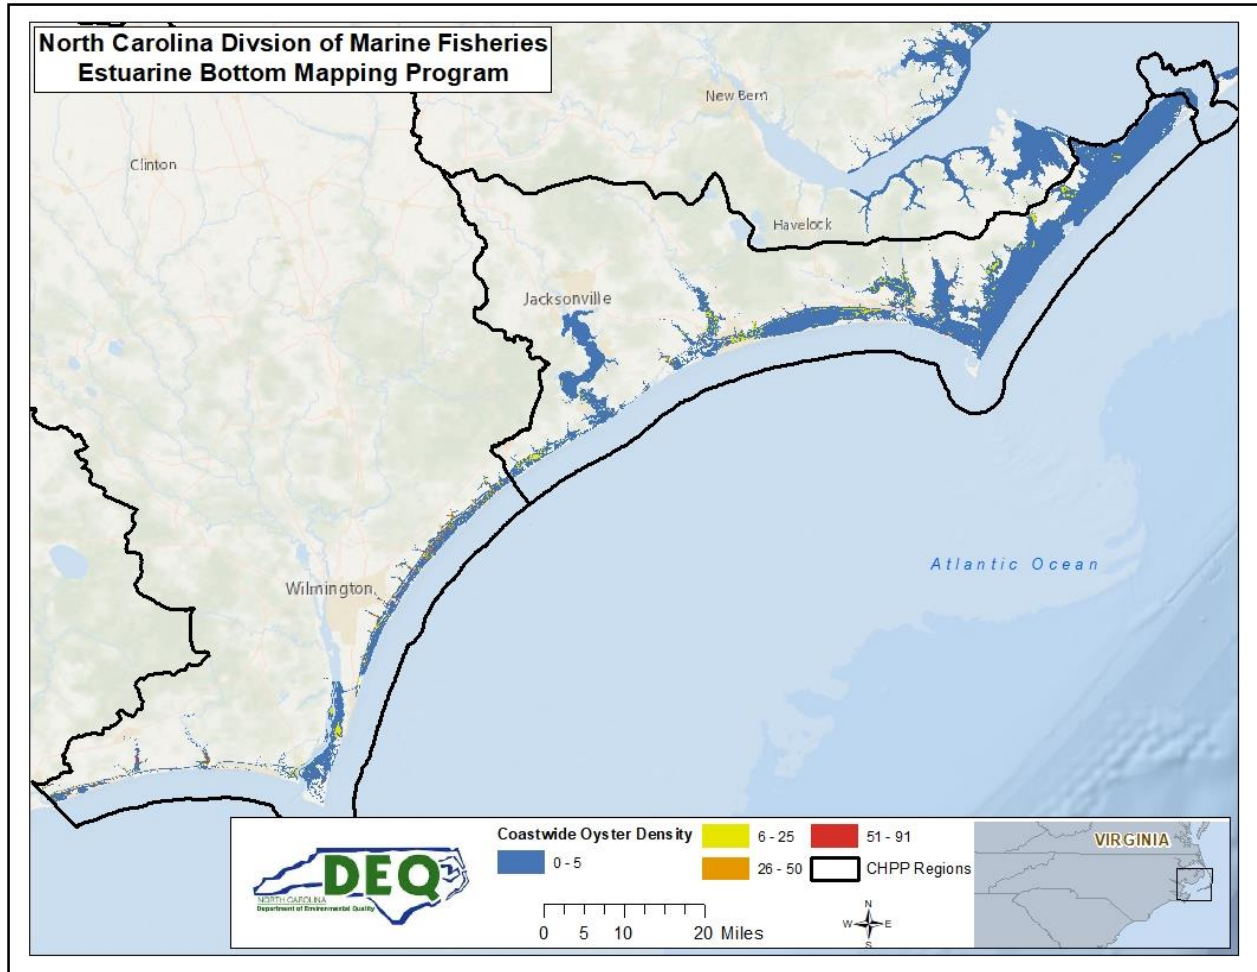 North Carolina Divsion of Marine Fisheries
Estuarine Bottom Mapping Program
New Bern
Clinton
Havelock
Jacksonville
Atlantic Ocean
Wilmington
Coastwide Oyster Density
0 - 5
6 - 25
26 - 50
51 - 91
CHPP Regions
VIRGINIA
DEQ
NORTH CAROLINA
Department of Environmental Quality
0 5 10 20 Miles
N
W E
S